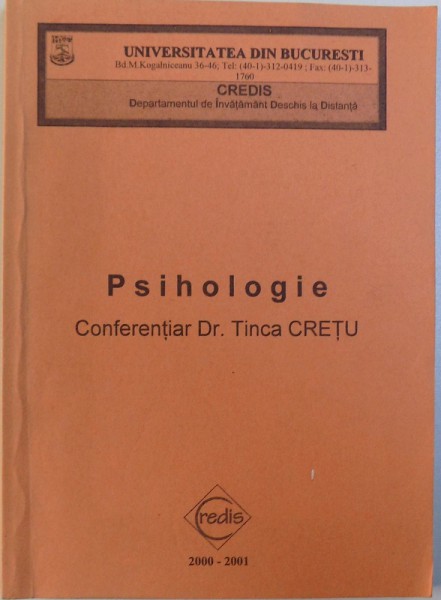 UNIVERSITATEA DIN BUCURESTI
Bd.M.Kogalniceanu 36-46; Tel: (40-1)-312-0419 ; Fax: (40-1)-313-
1760
CREDIS
Departamentul de Învăţământ Deschis la Distanţă
Psihologie
Conferenţiar Dr. Tinca CREŢU
Credis
2000 - 2001